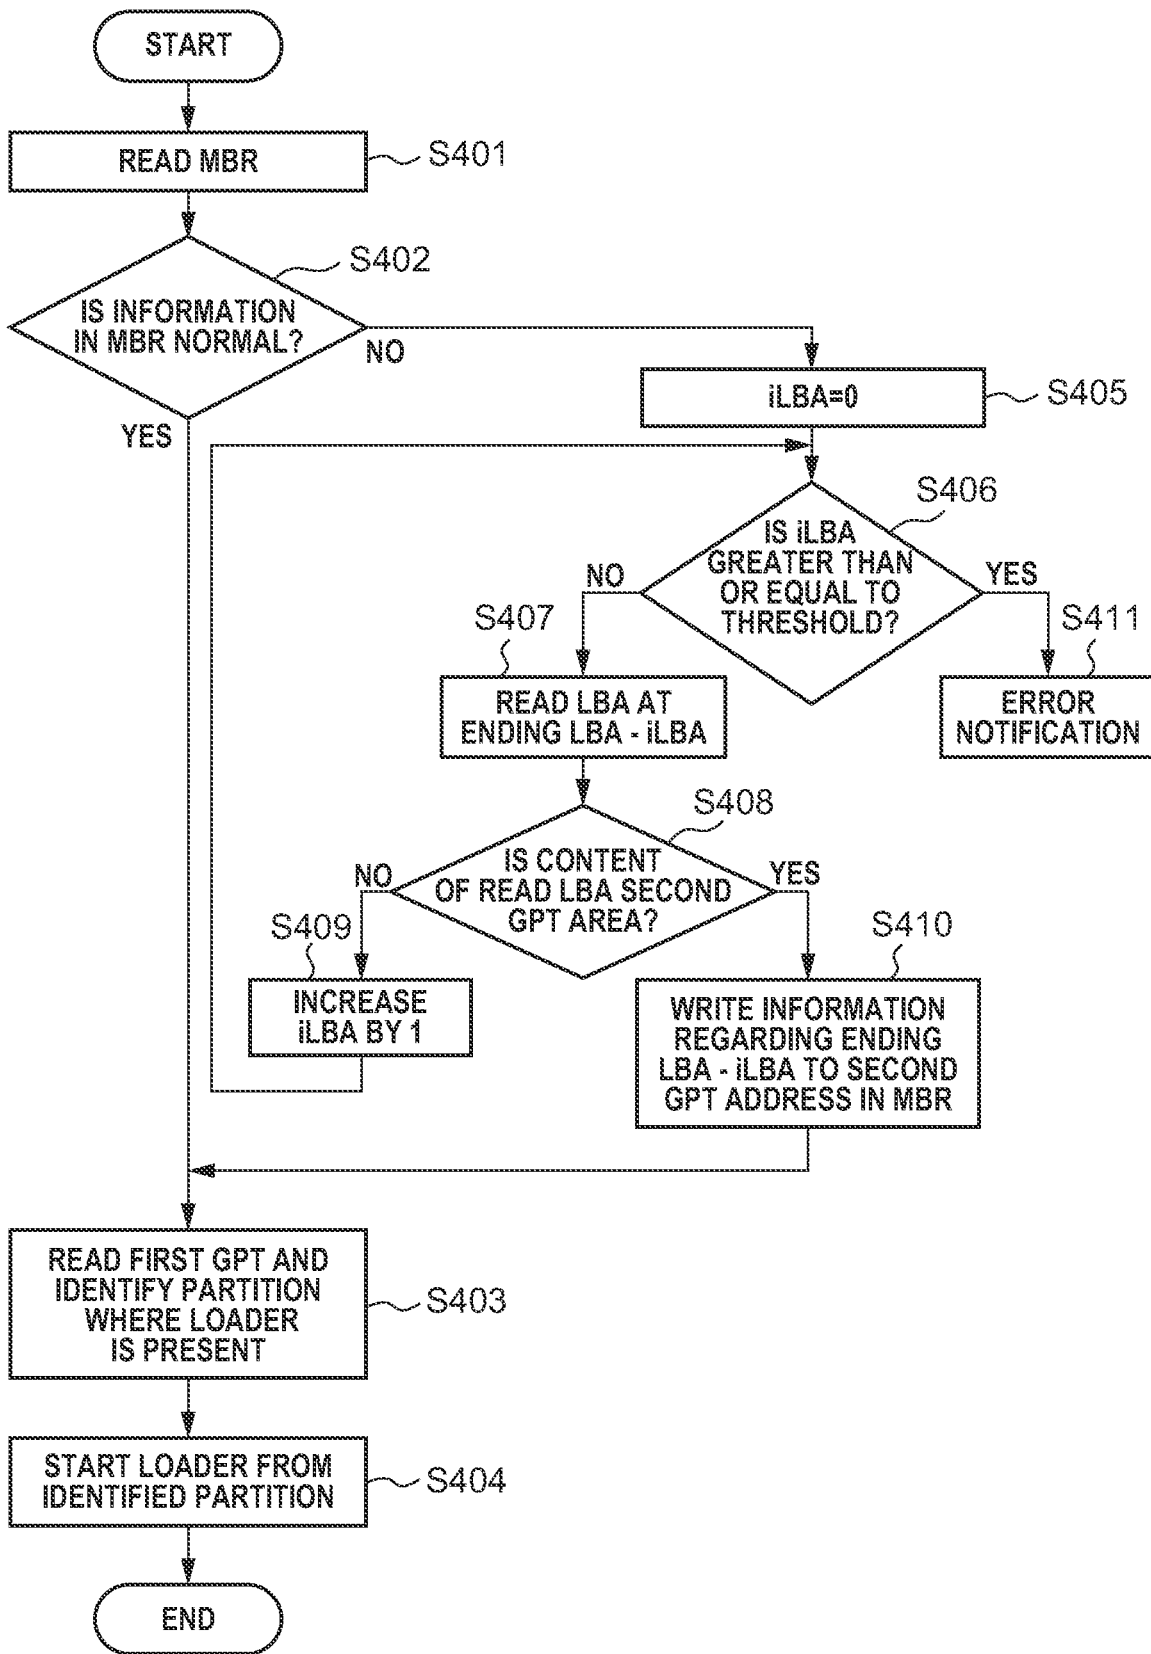 START
READ MBR
S401
S402
IS INFORMATION
IN MBR NORMAL?
NO
YES
iLBA=0
S405
S406
IS iLBA
GREATER THAN
OR EQUAL TO
THRESHOLD?
NO
YES
S407
S411
READ LBA AT
ENDING LBA - iLBA
ERROR
NOTIFICATION
S408
IS CONTENT
OF READ LBA SECOND
GPT AREA?
NO
YES
S409
S410
INCREASE
iLBA BY 1
WRITE INFORMATION
REGARDING ENDING
LBA - iLBA TO SECOND
GPT ADDRESS IN MBR
READ FIRST GPT AND
IDENTIFY PARTITION
WHERE LOADER
IS PRESENT
S403
START LOADER FROM
IDENTIFIED PARTITION
S404
END